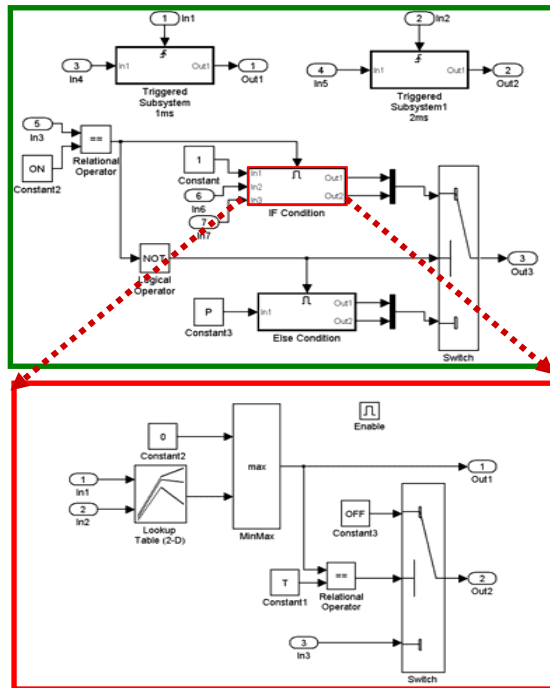 1
In1
2
In2
3
In4
In1
Out1
1
Out1
Triggered
Subsystem
1ms
4
In5
In1
Out1
2
Out2
Triggered
Subsystem1
2ms
5
In3
ON
Constant2
==
Relational
Operator
1
Constant
6
In6
7
In7
In1
In2
In3
Out1
Out2
IF Condition
NOT
Logical
Operator
P
Constant3
In1
Out1
Out2
Else Condition
Switch
3
Out3
Enable
0
Constant2
1
In1
2
In2
Lookup
Table (2-D)
max
MinMax
1
Out1
OFF
Constant3
T
Constant1
==
Relational
Operator
3
In3
Switch
2
Out2